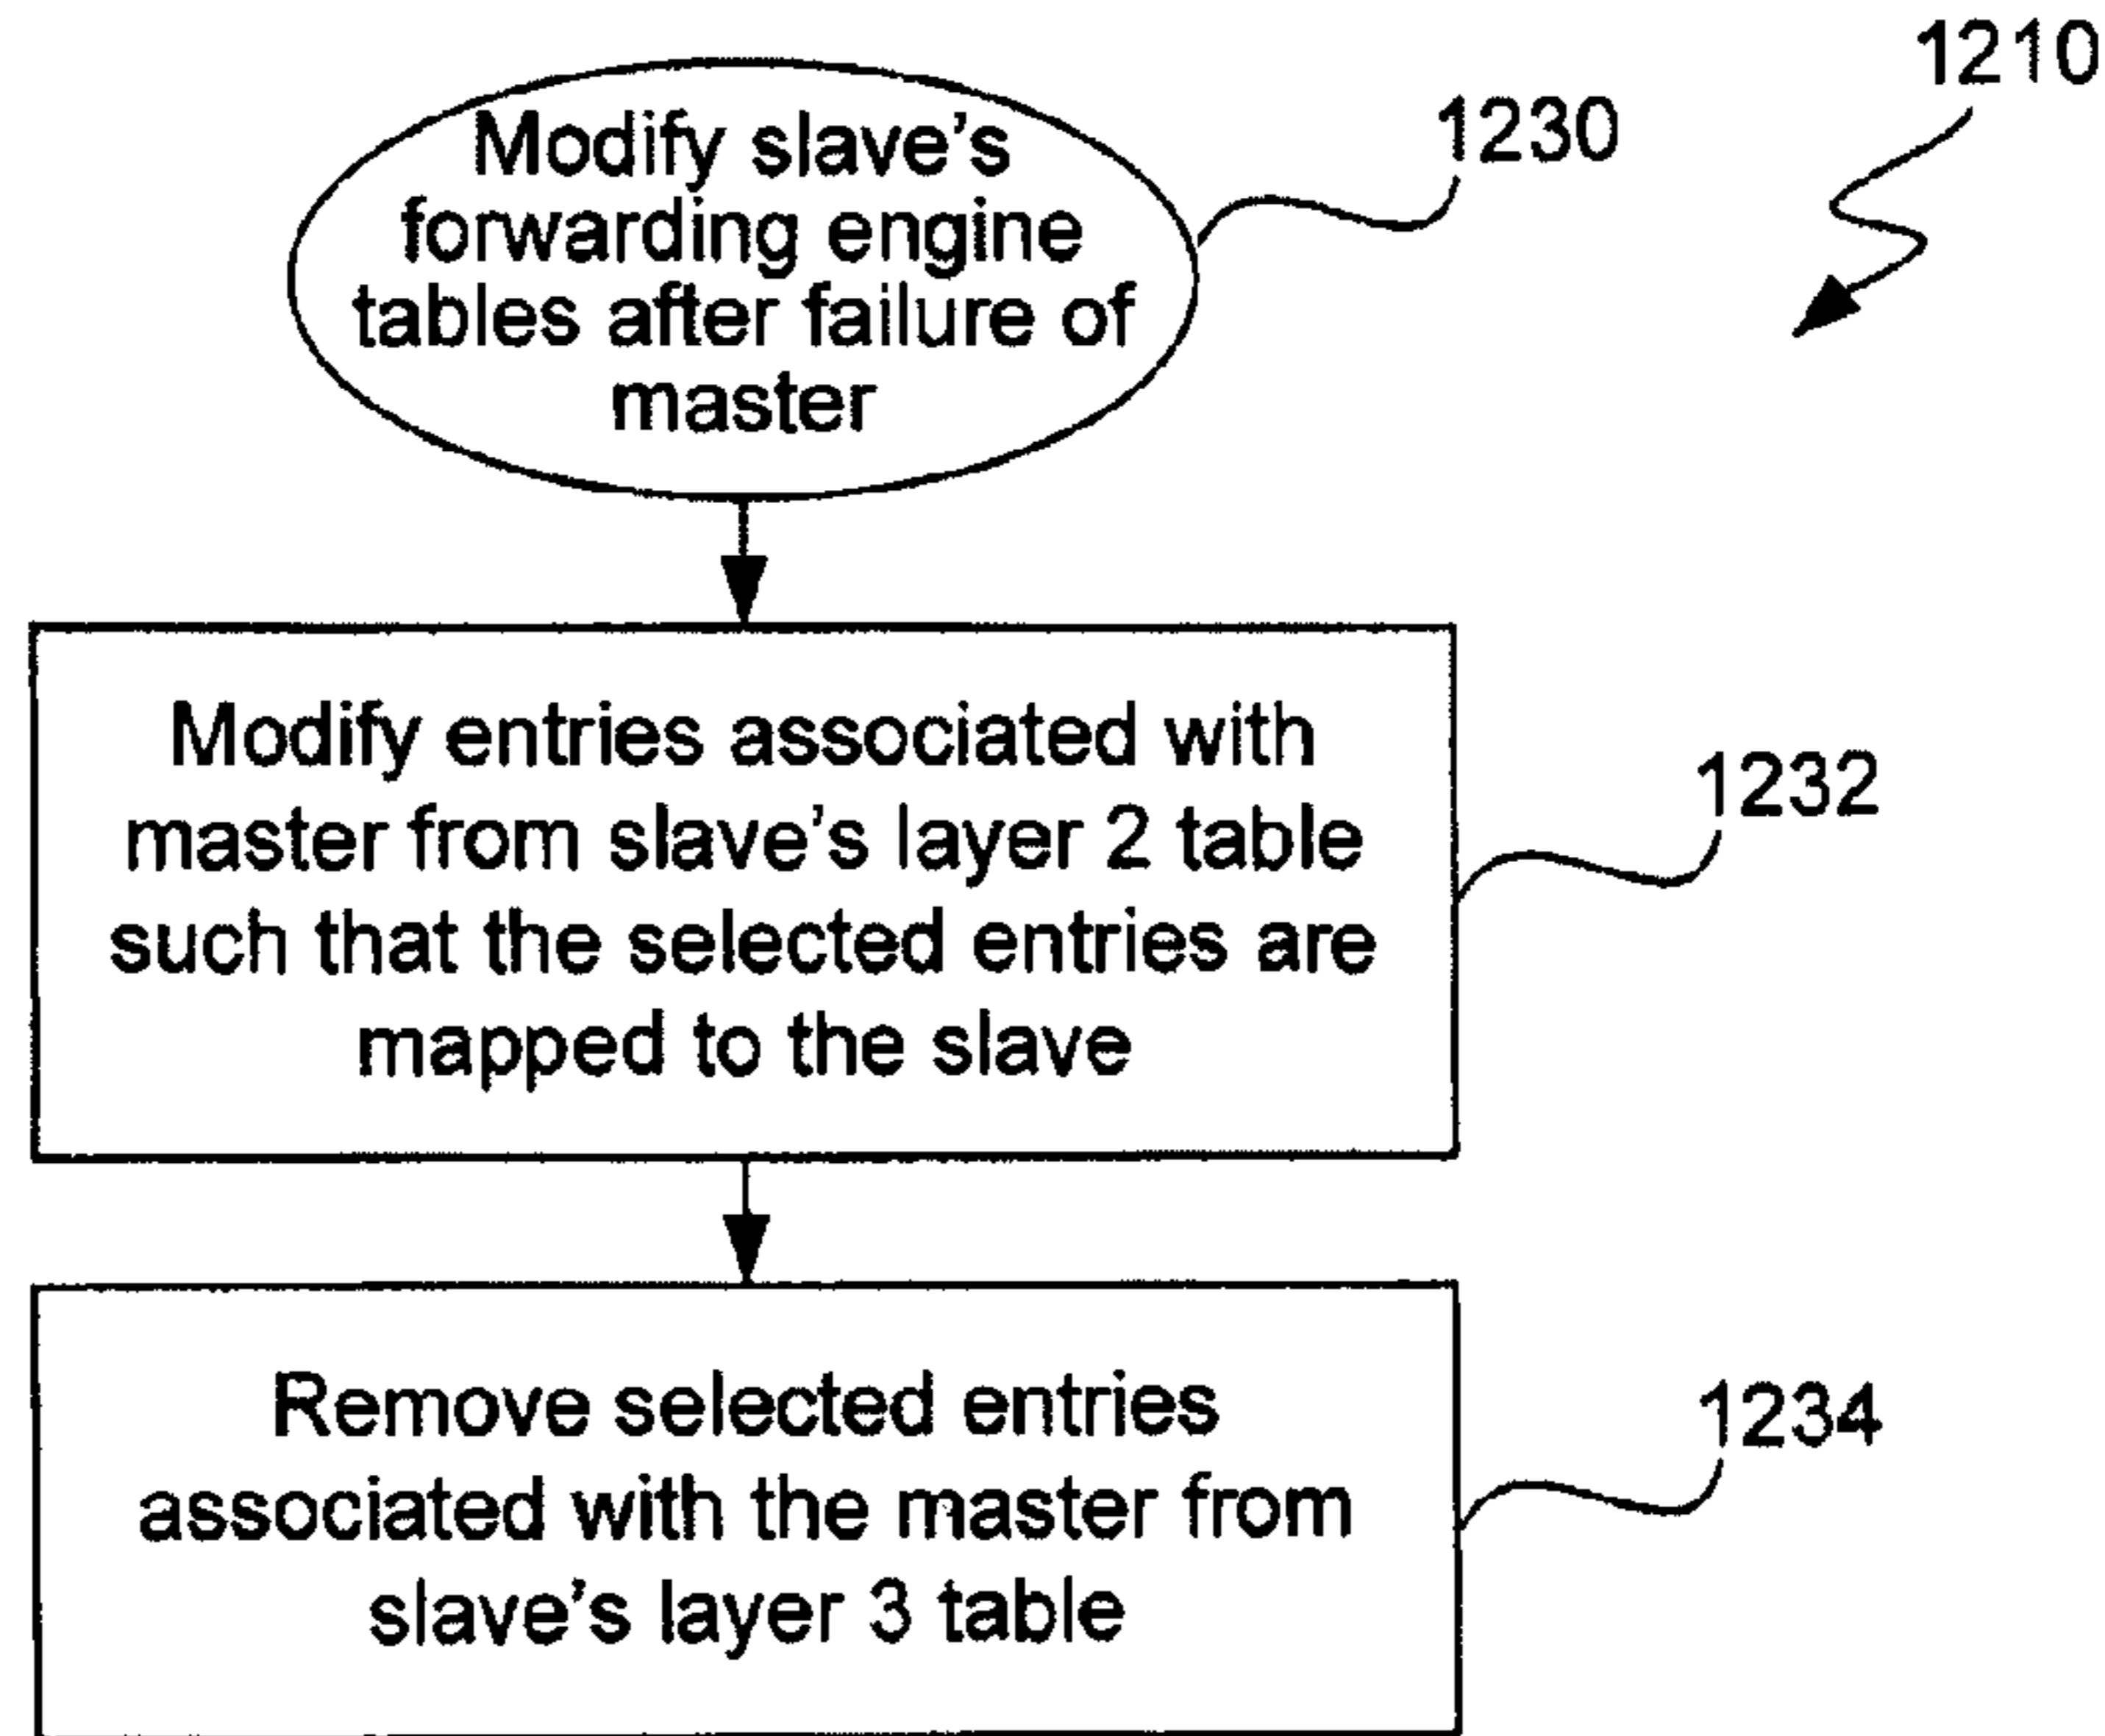 1210
1230
Modify slave's
forwarding engine
tables after failure of
master
Modify entries associated with
master from slave's layer 2 table
such that the selected entries are
mapped to the slave
1232
Remove selected entries
associated with the master from
slave's layer 3 table
1234